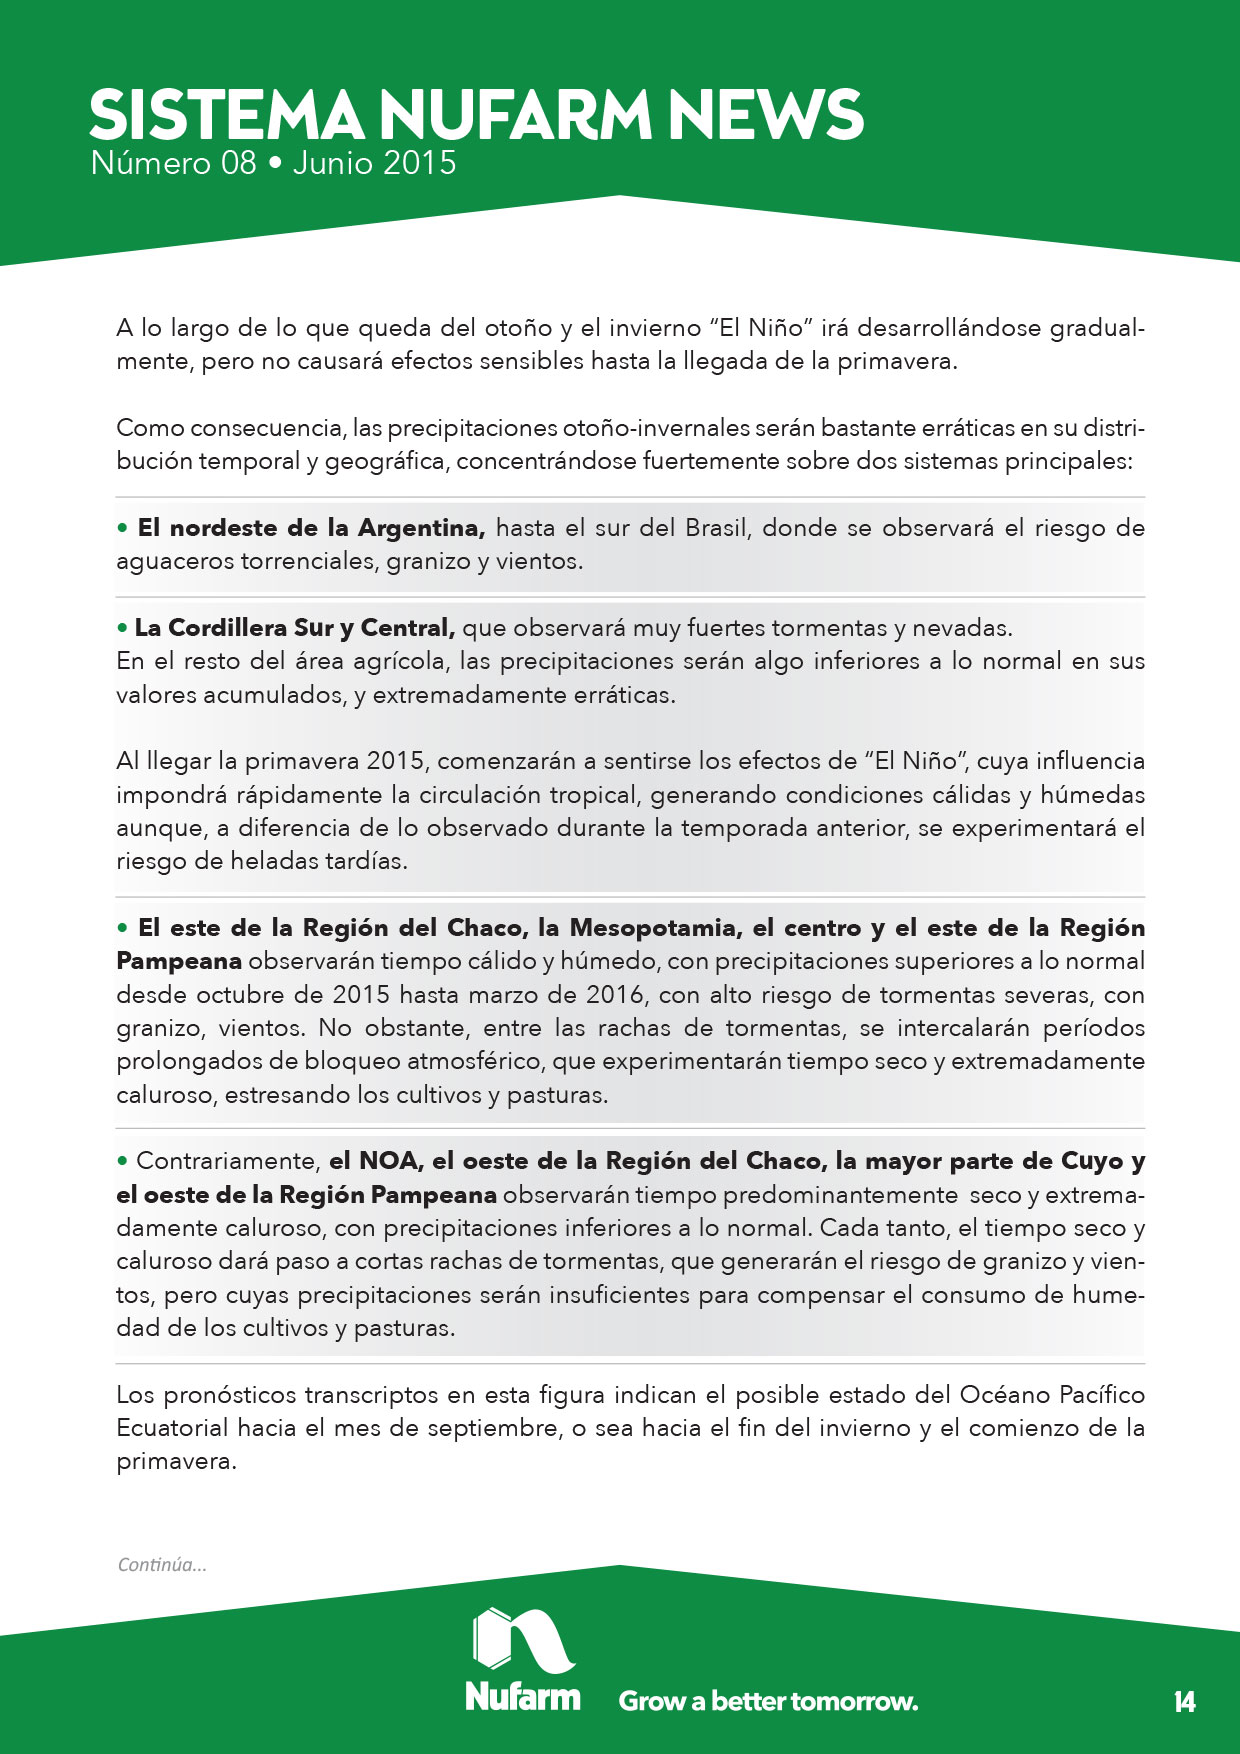 SISTEMA NUFARM NEWS
Número 08 • Junio 2015
A lo largo de lo que queda del otoño y el invierno “El Niño” irá desarrollándose gradual-
mente, pero no causará efectos sensibles hasta la llegada de la primavera.
Como consecuencia, las precipitaciones otoño-invernales serán bastante erráticas en su distri-
bución temporal y geográfica, concentrándose fuertemente sobre dos sistemas principales:
• El nordeste de la Argentina, hasta el sur del Brasil, donde se observará el riesgo de
aguaceros torrenciales, granizo y vientos.
• La Cordillera Sur y Central, que observará muy fuertes tormentas y nevadas.
En el resto del área agrícola, las precipitaciones serán algo inferiores a lo normal en sus
valores acumulados, y extremadamente erráticas.
Al llegar la primavera 2015, comenzarán a sentirse los efectos de “El Niño”, cuya influencia
impondrá rápidamente la circulación tropical, generando condiciones cálidas y húmedas
aunque, a diferencia de lo observado durante la temporada anterior, se experimentará el
riesgo de heladas tardías.
• El este de la Región del Chaco, la Mesopotamia, el centro y el este de la Región
Pampeana observarán tiempo cálido y húmedo, con precipitaciones superiores a lo normal
desde octubre de 2015 hasta marzo de 2016, con alto riesgo de tormentas severas, con
granizo, vientos. No obstante, entre las rachas de tormentas, se intercalarán períodos
prolongados de bloqueo atmosférico, que experimentarán tiempo seco y extremadamente
caluroso, estresando los cultivos y pasturas.
• Contrariamente, el NOA, el oeste de la Región del Chaco, la mayor parte de Cuyo y
el oeste de la Región Pampeana observarán tiempo predominantemente  seco y extrema-
damente caluroso, con precipitaciones inferiores a lo normal. Cada tanto, el tiempo seco y
caluroso dará paso a cortas rachas de tormentas, que generarán el riesgo de granizo y vien-
tos, pero cuyas precipitaciones serán insuficientes para compensar el consumo de hume-
dad de los cultivos y pasturas.
Los pronósticos transcriptos en esta figura indican el posible estado del Océano Pacífico
Ecuatorial hacia el mes de septiembre, o sea hacia el fin del invierno y el comienzo de la
primavera.
Continúa...
Nufarm
Grow a better tomorrow.
14